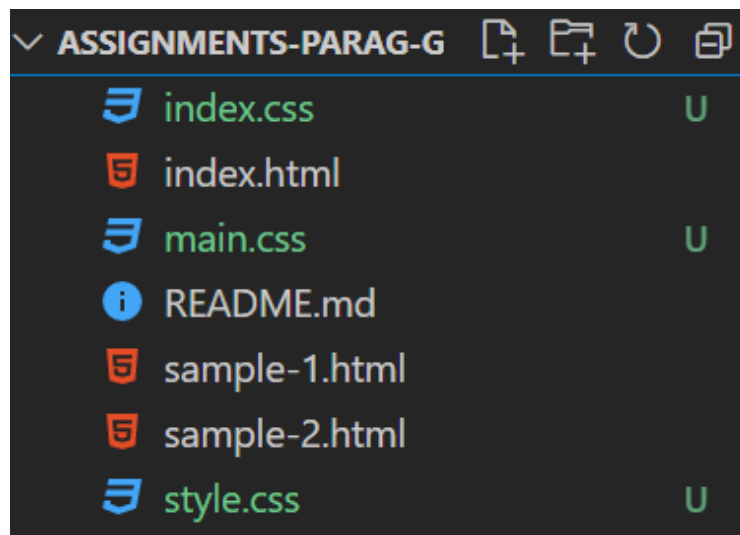 ASSIGNMENTS-PARAG-G
index.css U
index.html
main.css U
README.md
sample-1.html
sample-2.html
style.css U